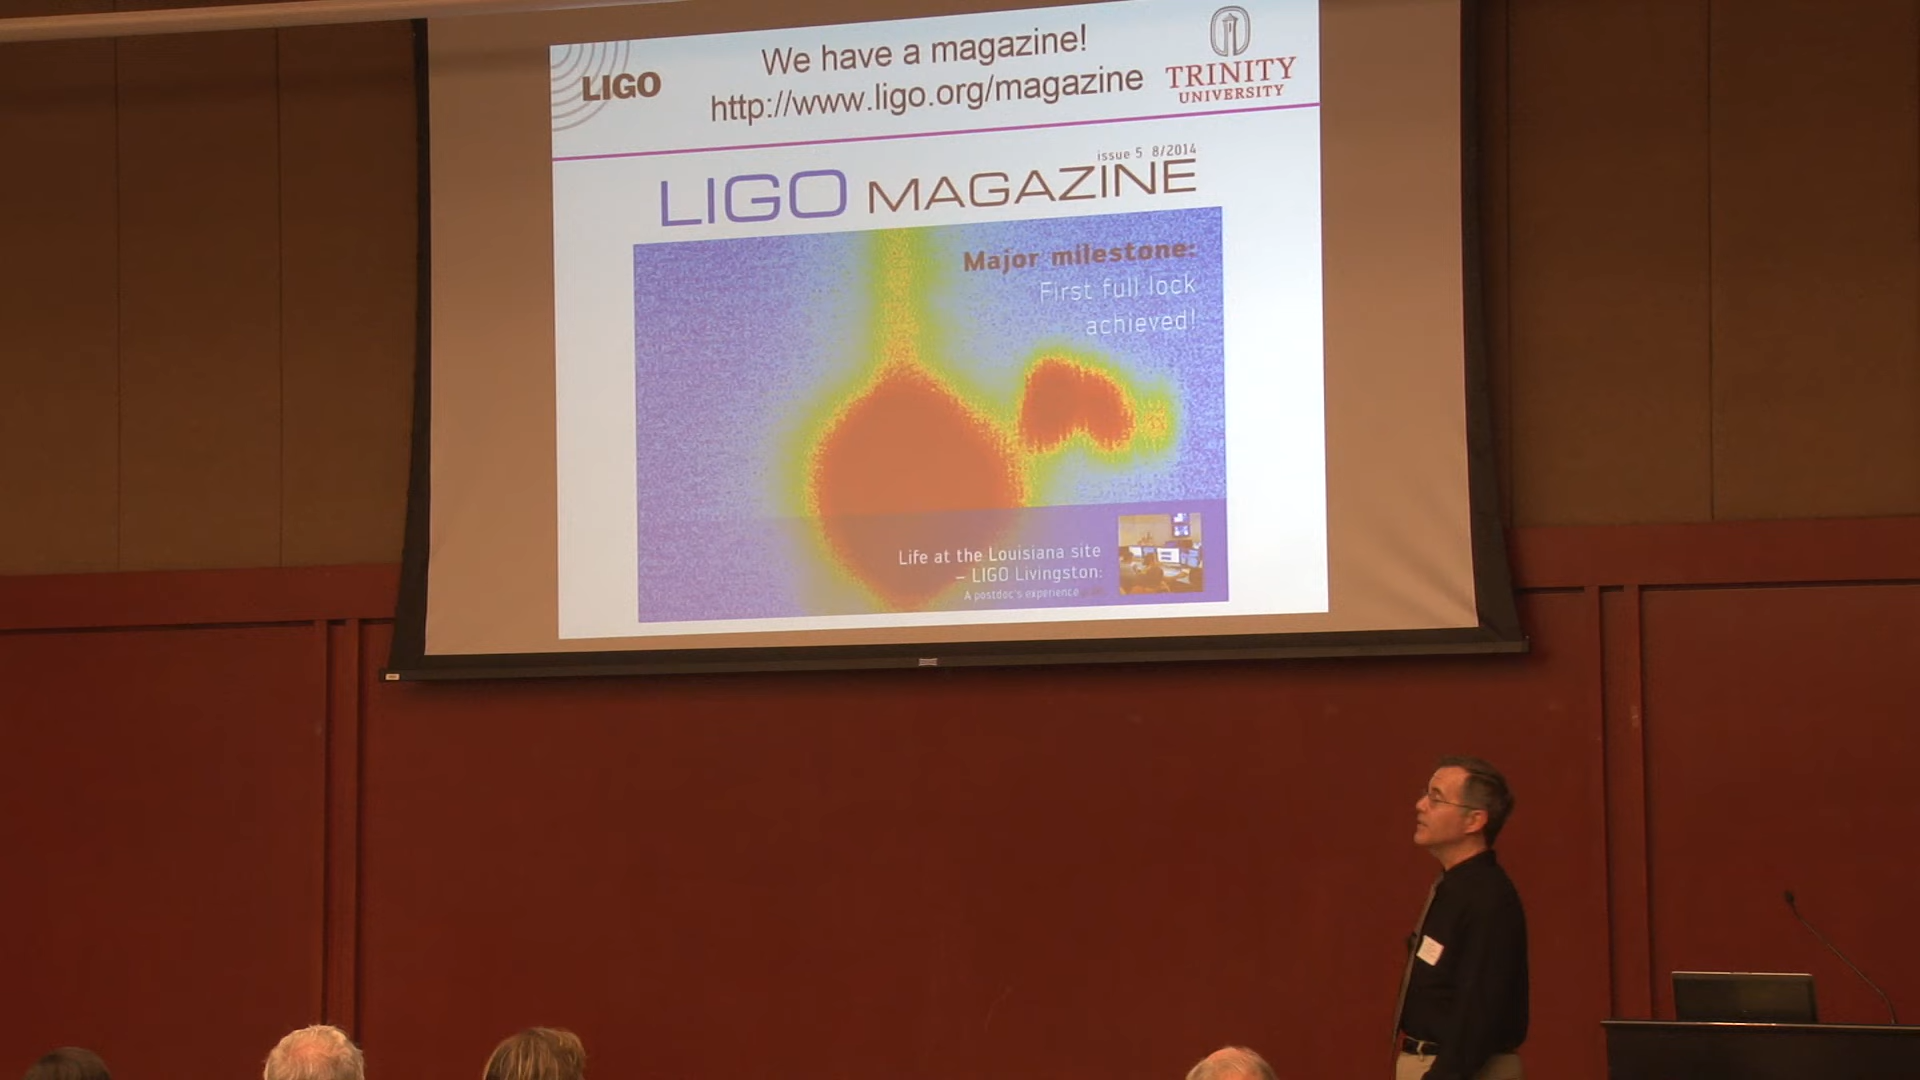 LIGO
We have a magazine!
http://www.ligo.org/magazine
TRINITY
UNIVERSITY
issue 5 8/2014
LIGO MAGAZINE
Major milestone:
First full lock
achieved!
Life at the Louisiana site
– LIGO Livingston:
A postdoc's experience